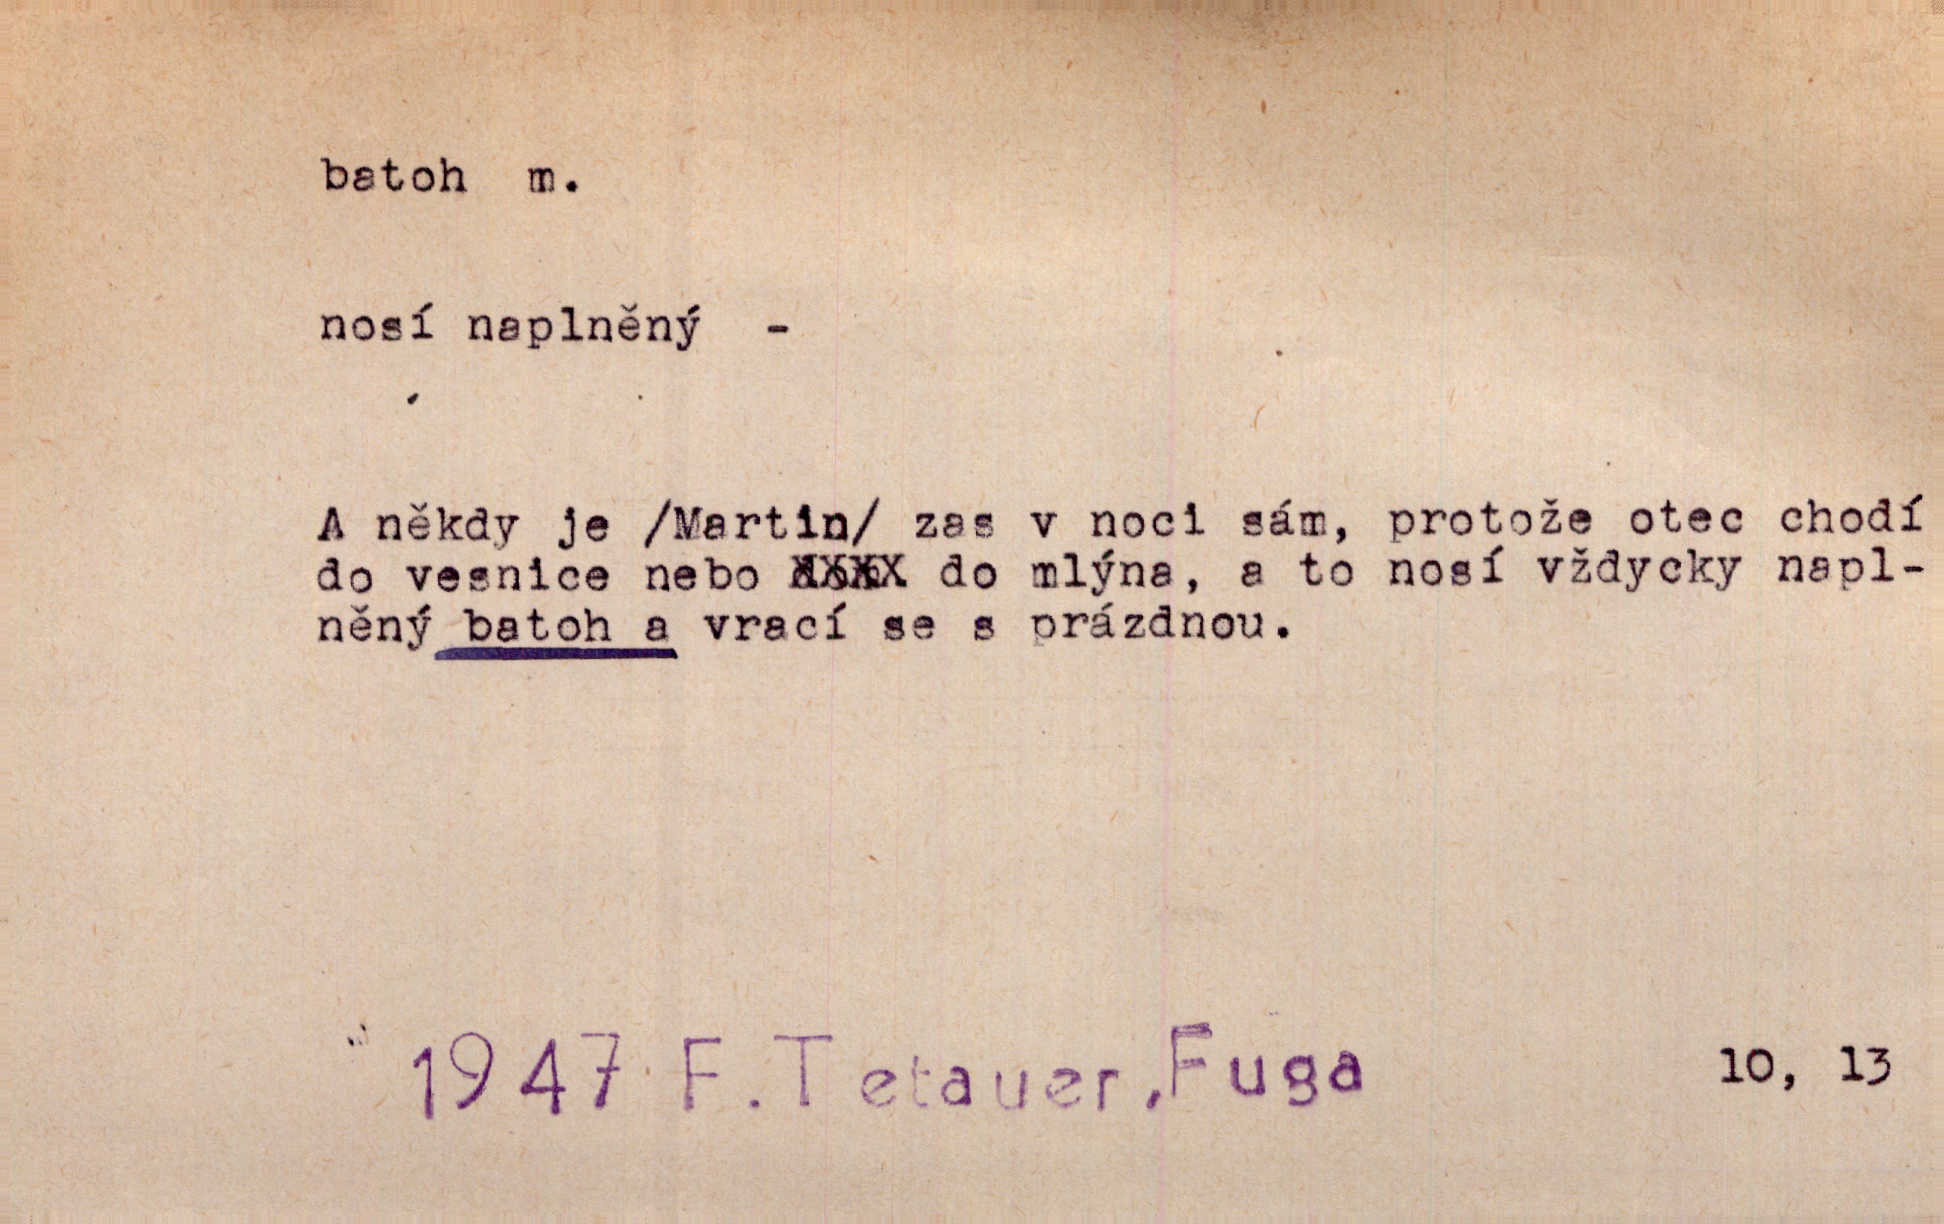 batoh m.
nosí naplněný -
A někdy je /Martin/ zas v noci sám, protože otec chodí
do vesnice nebo do mlýna, a to nosí vždycky napl-
něný batoh a vrací se s prázdnou.
1947 F. Tetauer, Fuga
10, 13